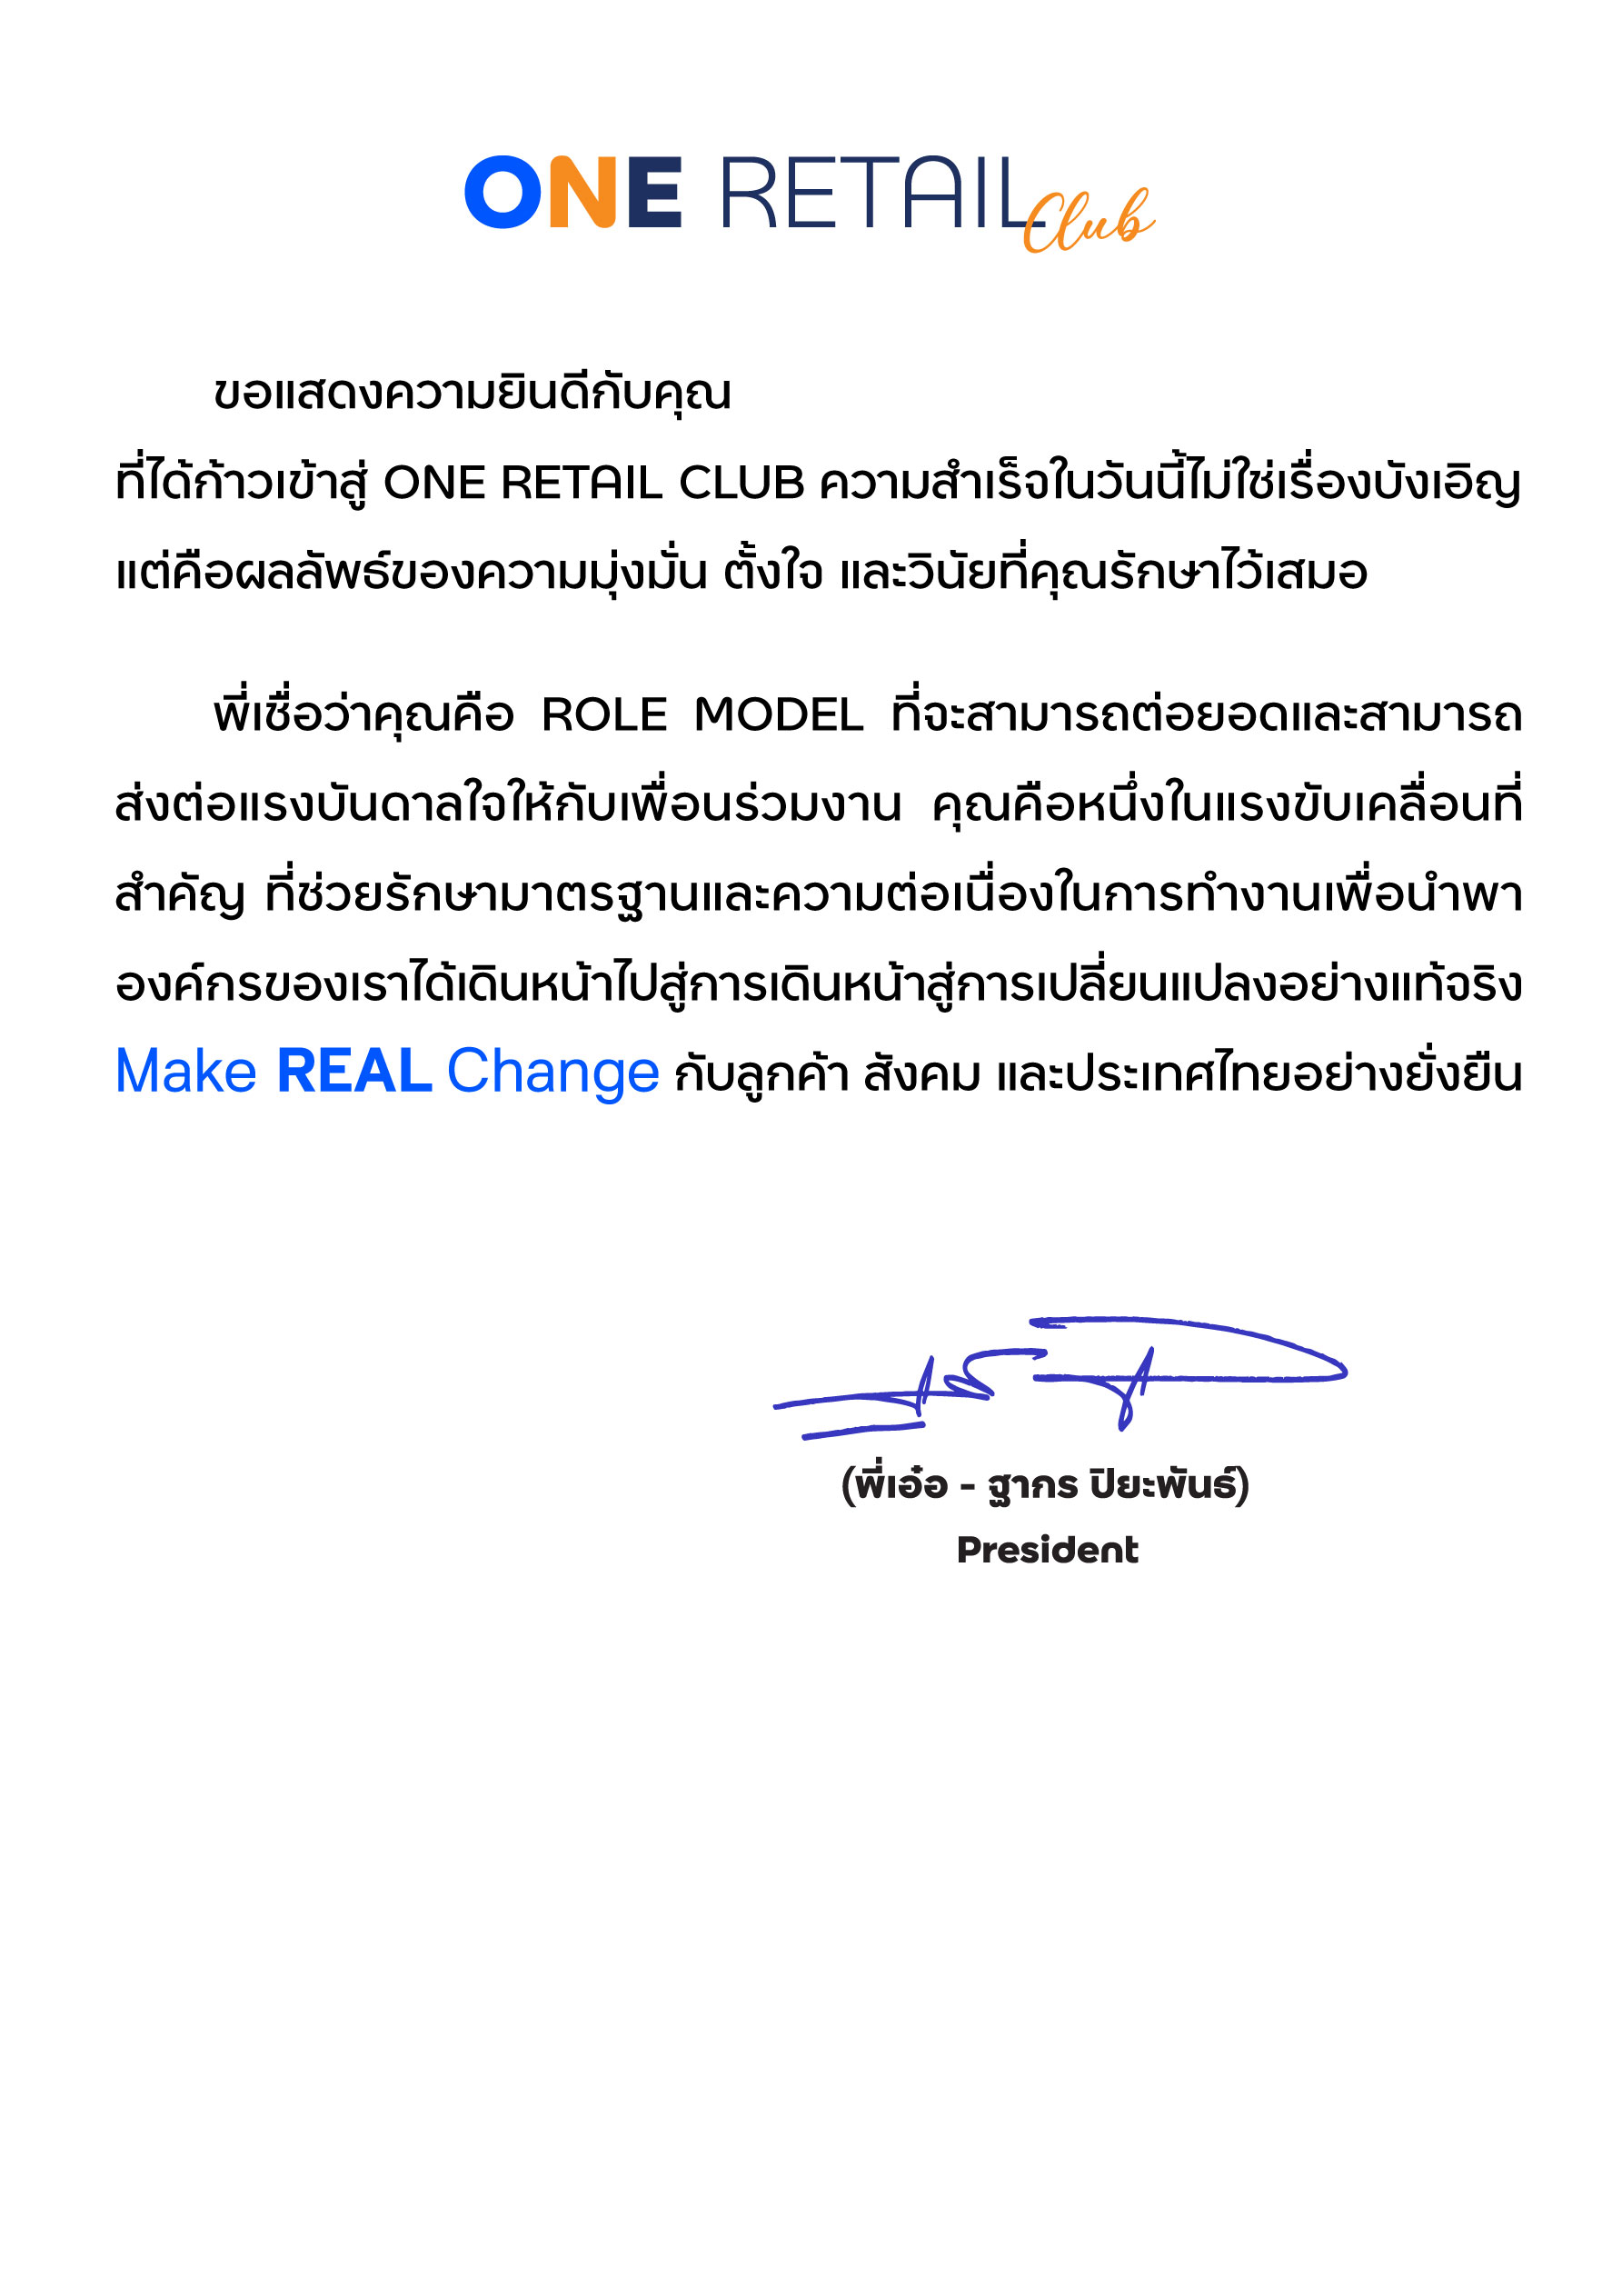 ONE RETAIL Club
ขอแสดงความยินดีกับคุณ
ที่ได้ก้าวเข้าสู่ ONE RETAIL CLUB ความสำเร็จในวันนี้ไม่ใช่เรื่องบังเอิญ
แต่คือผลลัพธ์ของความมุ่งมั่น ตั้งใจ และวินัยที่คุณรักษาไว้เสมอ
พี่เชื่อว่าคุณคือ ROLE MODEL ที่จะสามารถต่อยอดและสามารถ
ส่งต่อแรงบันดาลใจให้กับเพื่อนร่วมงาน คุณคือหนึ่งในแรงขับเคลื่อนที่
สำคัญ ที่ช่วยรักษามาตรฐานและความต่อเนื่องในการทำงานเพื่อนำพา
องค์กรของเราได้เดินหน้าไปสู่การเดินหน้าสู่การเปลี่ยนแปลงอย่างแท้จริง
Make REAL Change กับลูกค้า สังคม และประเทศไทยอย่างยั่งยืน
(พี่เอ๋อ - ฐากร ปิยะพันธ์)
President